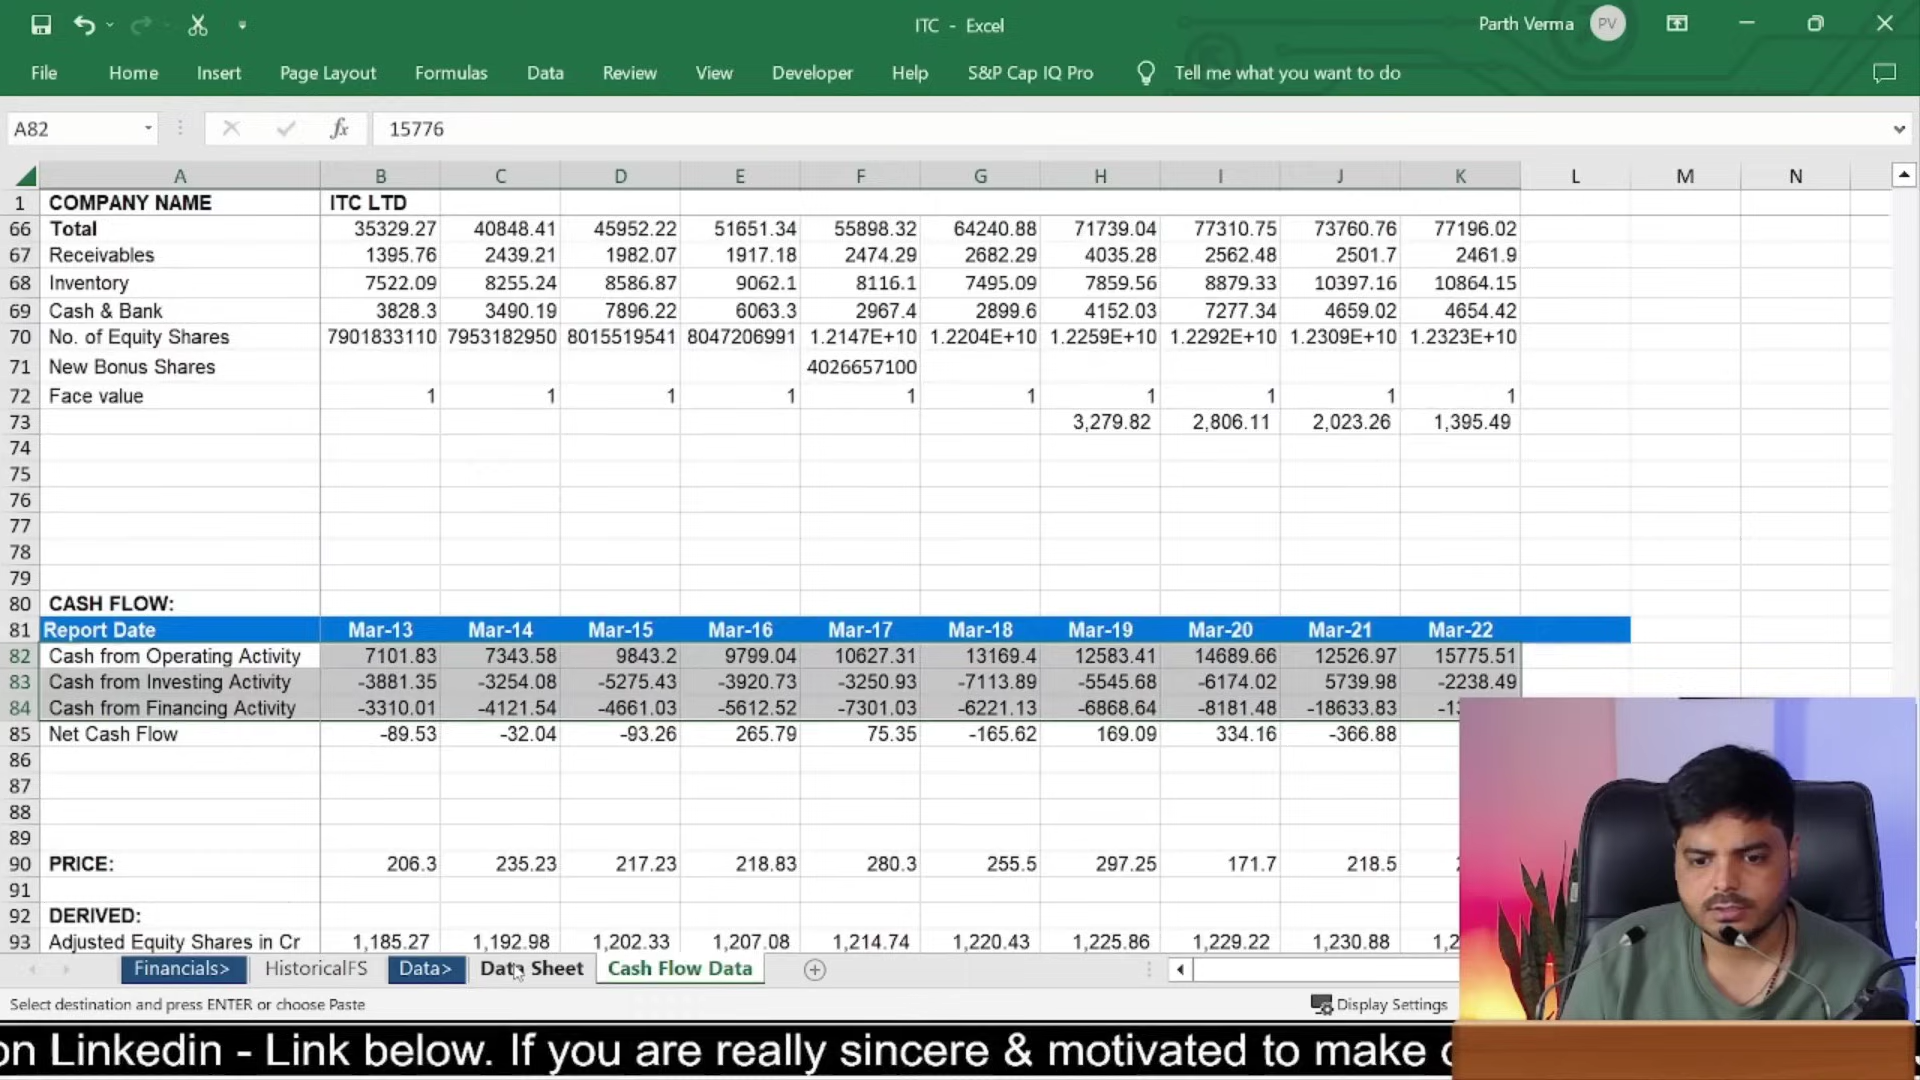 ITC - Excel
Parth Verma PV
File Home Insert Page Layout Formulas Data Review View Developer Help S&P Cap IQ Pro Tell me what you want to do
A82 fx 15776
A B C D E F G H I J K L M N
1 COMPANY NAME ITC LTD
66 Total 35329.27 40848.41 45952.22 51651.34 55898.32 64240.88 71739.04 77310.75 73760.76 77196.02
67 Receivables 1395.76 2439.21 1982.07 1917.18 2474.29 2682.29 4035.28 2562.48 2501.7 2461.9
68 Inventory 7522.09 8255.24 8586.87 9062.1 8116.1 7495.09 7859.56 8879.33 10397.16 10864.15
69 Cash & Bank 3828.3 3490.19 7896.22 6063.3 2967.4 2899.6 4152.03 7277.34 4659.02 4654.42
70 No. of Equity Shares 7901833110 7953182950 8015519541 8047206991 1.2147E+10 1.2204E+10 1.2259E+10 1.2292E+10 1.2309E+10 1.2323E+10
71 New Bonus Shares 4026657100
72 Face value 1 1 1 1 1 1 1 1 1 1
73 3,279.82 2,806.11 2,023.26 1,395.49
74
75
76
77
78
79
80 CASH FLOW:
81 Report Date Mar-13 Mar-14 Mar-15 Mar-16 Mar-17 Mar-18 Mar-19 Mar-20 Mar-21 Mar-22
82 Cash from Operating Activity 7101.83 7343.58 9843.2 9799.04 10627.31 13169.4 12583.41 14689.66 12526.97 15775.51
83 Cash from Investing Activity -3881.35 -3254.08 -5275.43 -3920.73 -3250.93 -7113.89 -5545.68 -6174.02 5739.98 -2238.49
84 Cash from Financing Activity -3310.01 -4121.54 -4661.03 -5612.52 -7301.03 -6221.13 -6868.64 -8181.48 -18633.83
85 Net Cash Flow -89.53 -32.04 -93.26 265.79 75.35 -165.62 169.09 334.16 -366.88
86
87
88
89
90 PRICE: 206.3 235.23 217.23 218.83 280.3 255.5 297.25 171.7 218.5
91
92 DERIVED:
93 Adjusted Equity Shares in Cr 1,185.27 1,192.98 1,202.33 1,207.08 1,214.74 1,220.43 1,225.86 1,229.22 1,230.88
Financials> HistoricalFS Data> Data Sheet Cash Flow Data
Select destination and press ENTER or choose Paste Display Settings
on Linkedin - Link below. If you are really sincere & motivated to make